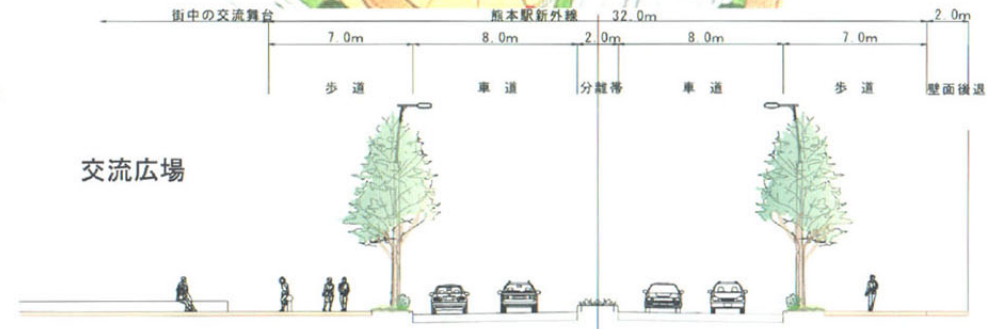 街中の交流舞台 熊本駅新外線 32.0m 2.0m
7.0m 8.0m 2.0m 8.0m 7.0m
歩道 車道 分離帯 車道 歩道 壁面後退
交流広場